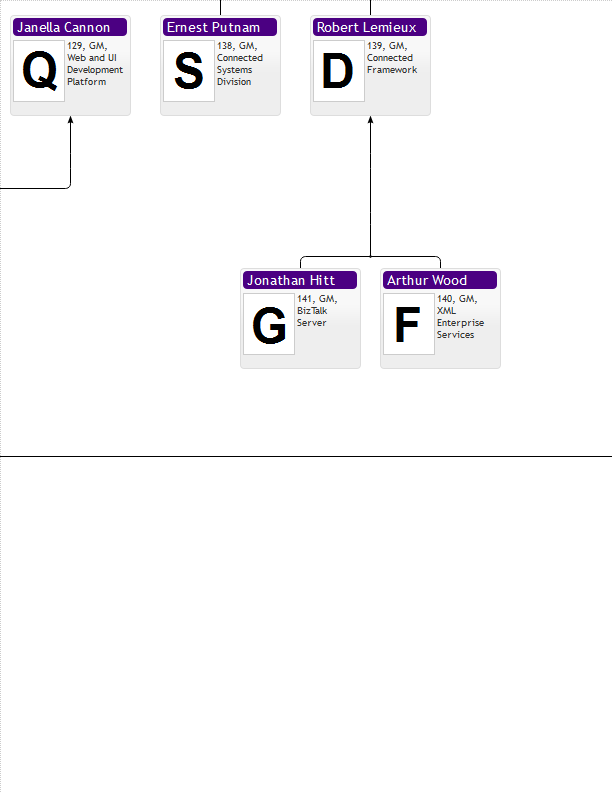 Janella Cannon
Q
129, GM,
Web and UI
Development
Platform
Ernest Putnam
S
138, GM,
Connected
Systems
Division
Robert Lemieux
D
139, GM,
Connected
Framework
Jonathan Hitt
G
141, GM,
BizTalk
Server
Arthur Wood
F
140, GM,
XML
Enterprise
Services